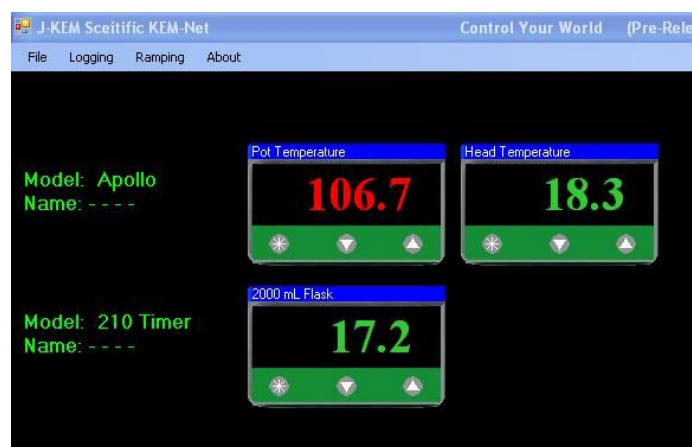 J-KEM Sceitific KEM-Net Control Your World (Pre-Rele
File Logging Ramping About
Pot Temperature Head Temperature
Model: Apollo
Name: - - - -
106.7 18.3
2000 mL Flask
Model: 210 Timer
Name: - - - -
17.2